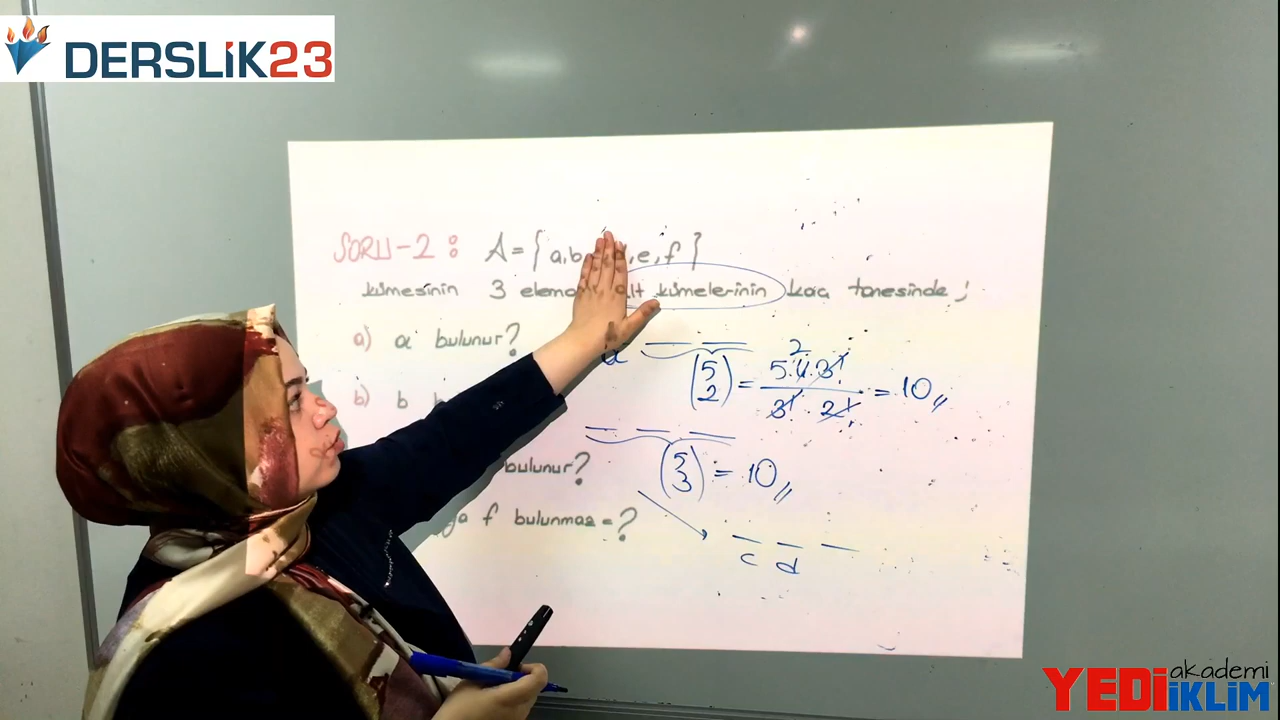 DERSLİK23
SORU-2: A={a,b, ,e,f}
kümesinin 3 alt kümelerinin kaç tanesinde;
a) a bulunur?
b) b
bulunur?
f bulunmaz=?
a _ _
(5 2) = 5.4.3! / 3! . 2! = 10,,
2
_ _ _
(5 3) = 10,,
c d _
YEDİ İKLİM akademi